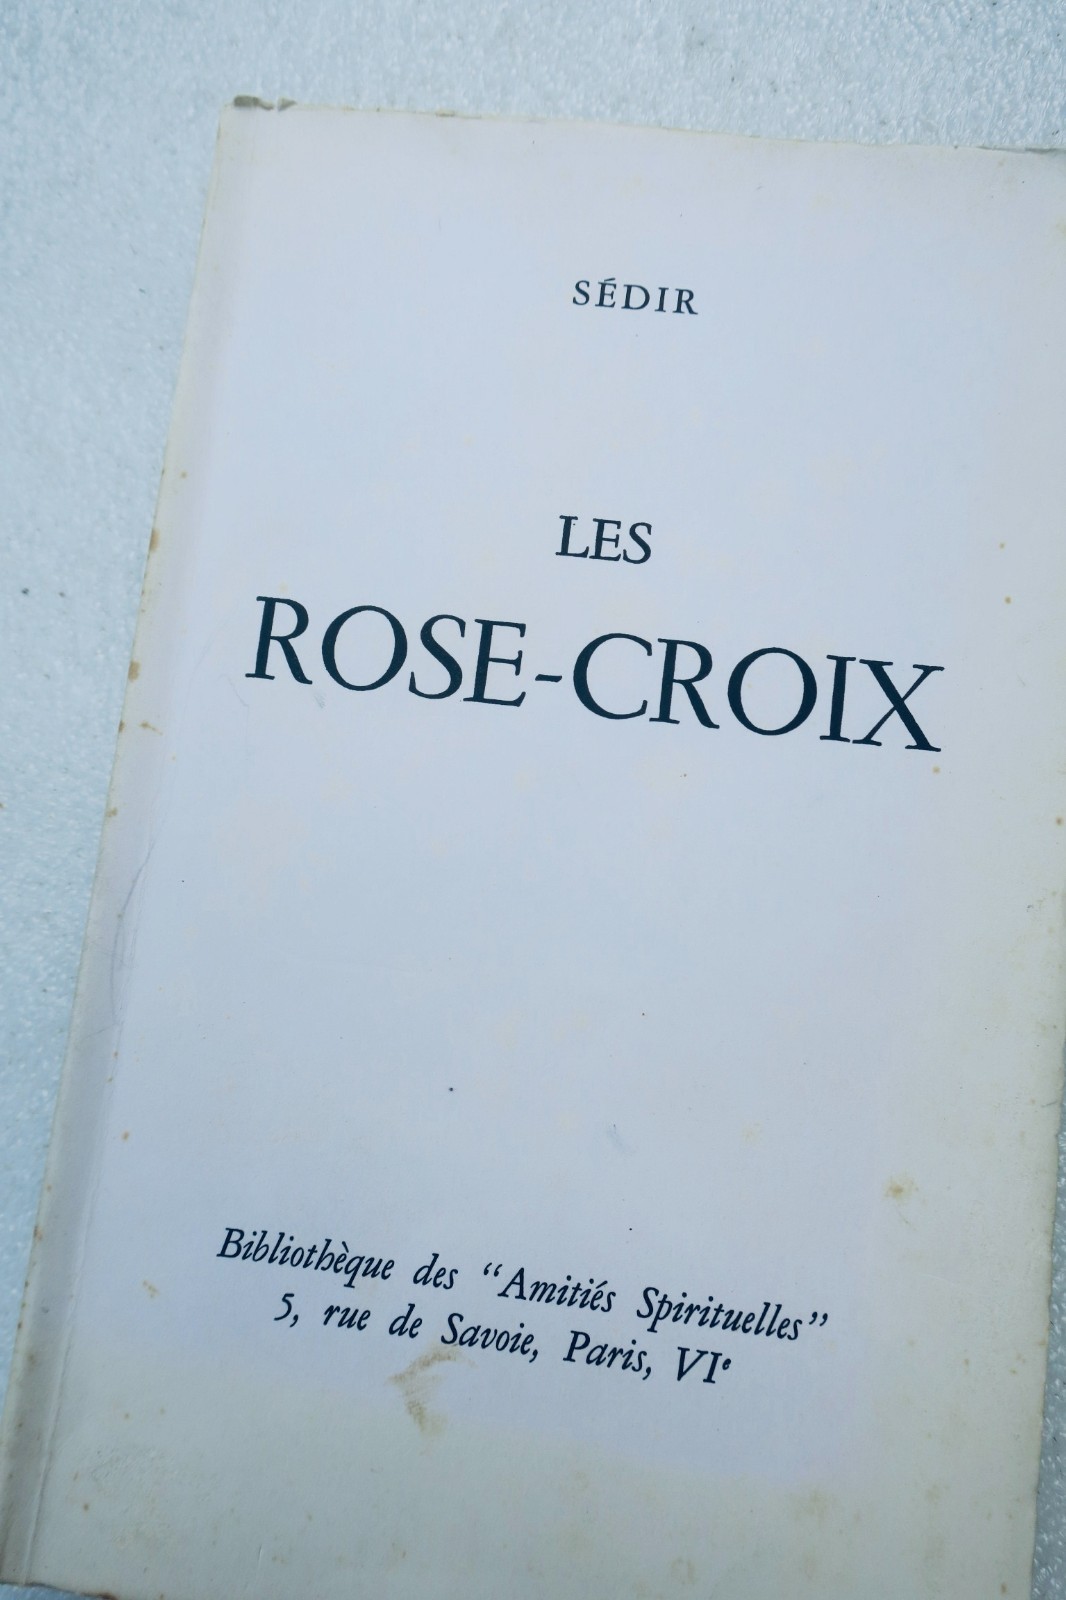 SÉDIR
LES
ROSE-CROIX
Bibliothèque des “Amitiés Spirituelles”
5, rue de Savoie, Paris, VIᵉ